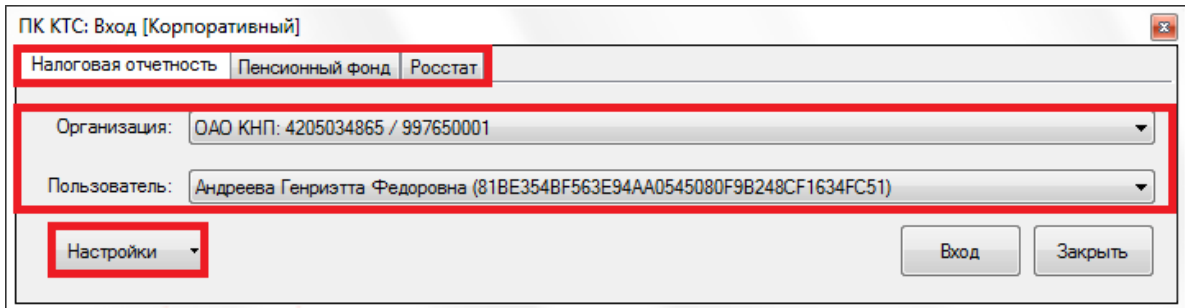 ПК КТС: Вход [Корпоративный]
Налоговая отчетность Пенсионный фонд Росстат
Организация: ОАО КНП: 4205034865 / 997650001
Пользователь: Андреева Генриэтта Федоровна (81BE354BF563E94AA0545080F9B248CF1634FC51)
Настройки Вход Закрыть